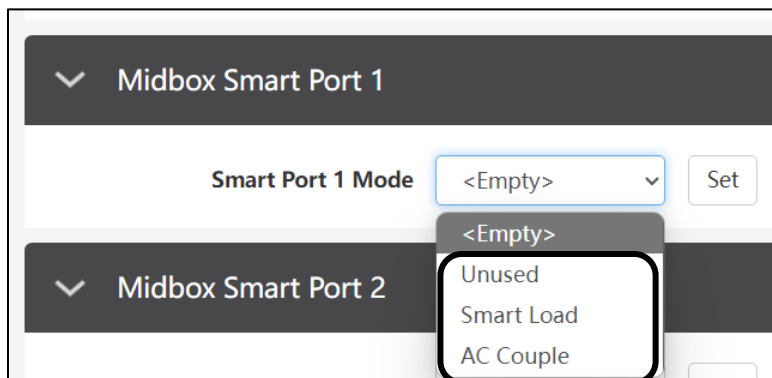 Midbox Smart Port 1
Smart Port 1 Mode <Empty> Set
<Empty>
Unused
Midbox Smart Port 2
Smart Load
AC Couple